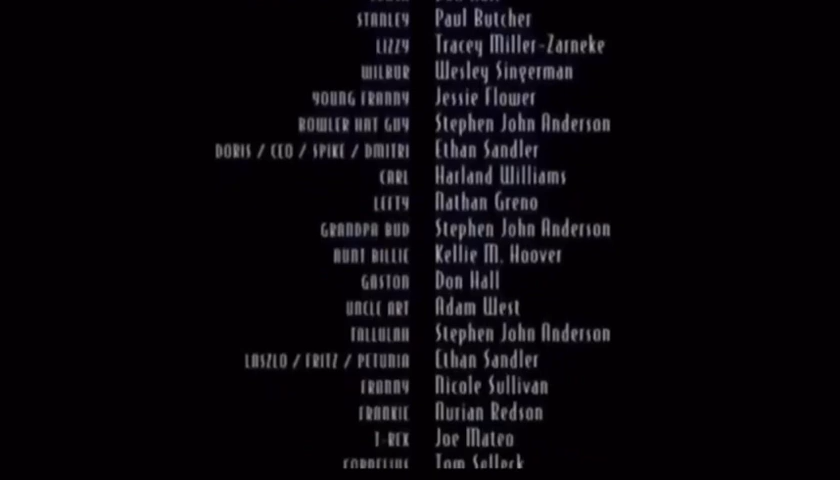 STANLEY Paul Butcher
LIZZY Tracey Miller-Zarneke
WILBUR Wesley Singerman
YOUNG FRANNY Jessie Flower
BOWLER HAT GUY Stephen John Anderson
DORIS / CEO / SPIKE / DMITRI Ethan Sandler
CARL Harland Williams
LEFTY Nathan Greno
GRANDPA BUD Stephen John Anderson
AUNT BILLIE Kellie M. Hoover
GASTON Don Hall
UNCLE ART Adam West
TALLULAH Stephen John Anderson
LASZLO / FRITZ / PETUNIA Ethan Sandler
FRANNY Nicole Sullivan
FRANKIE Aurian Redson
T-REX Joe Mateo
CORNELIUS Tom Selleck